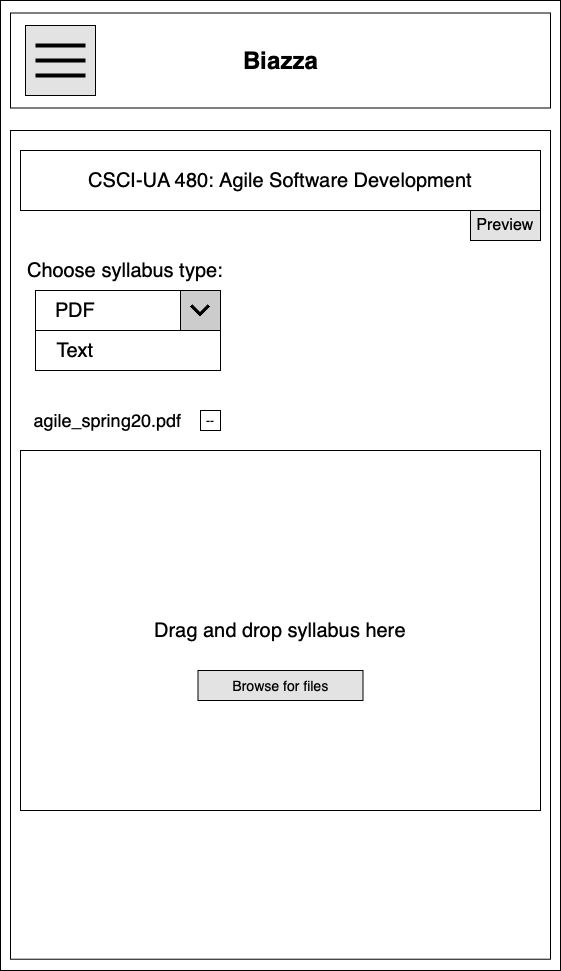 Biazza
CSCI-UA 480: Agile Software Development
Preview
Choose syllabus type:
PDF
Text
agile_spring20.pdf --
Drag and drop syllabus here
Browse for files